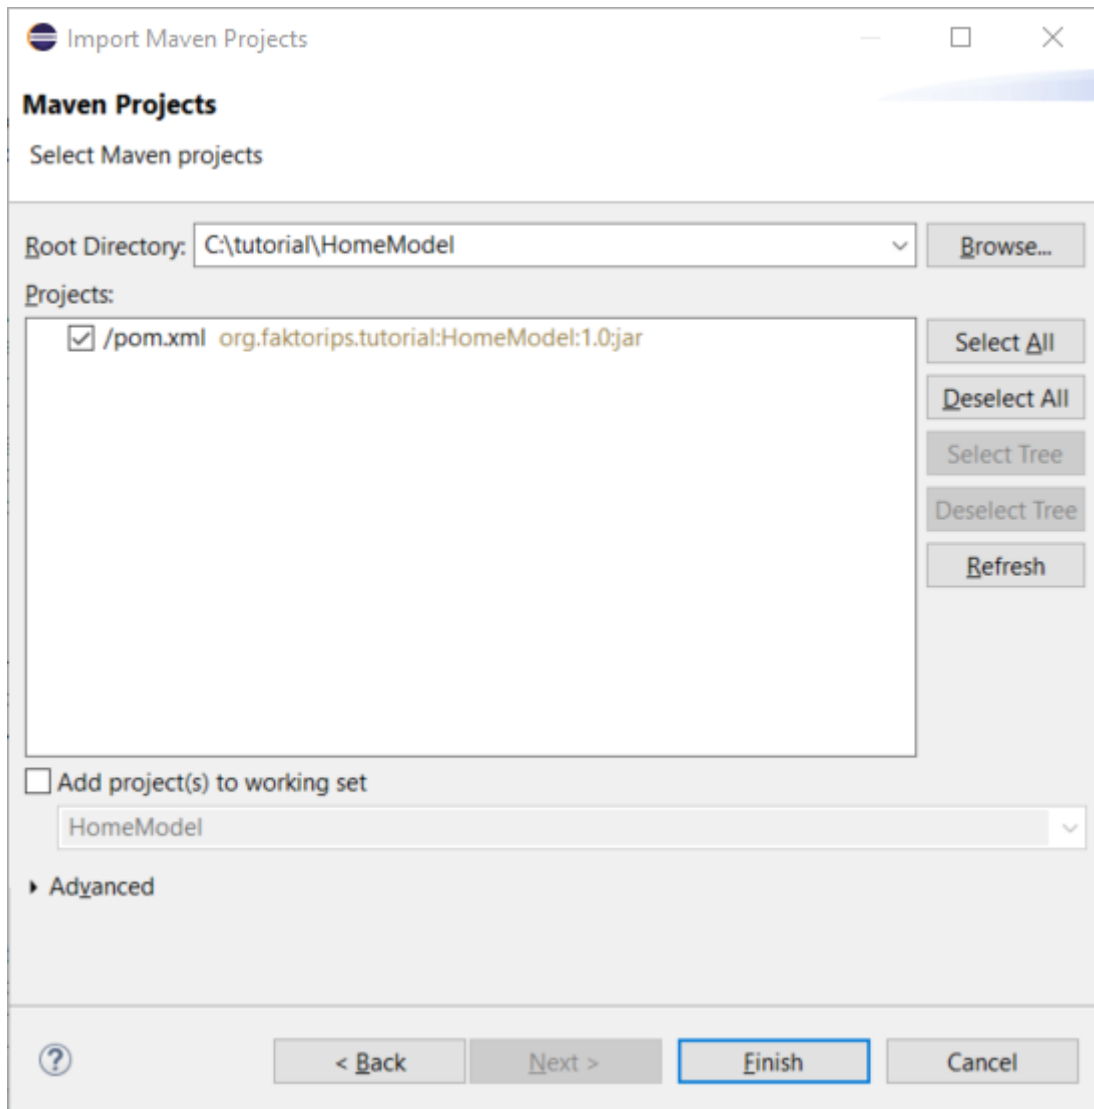 Import Maven Projects
Maven Projects
Select Maven projects
Root Directory: C:\tutorial\HomeModel Browse...
Projects:
/pom.xml org.faktorips.tutorial:HomeModel:1.0:jar
Select All
Deselect All
Select Tree
Deselect Tree
Refresh
Add project(s) to working set
HomeModel
Advanced
? < Back Next > Finish Cancel